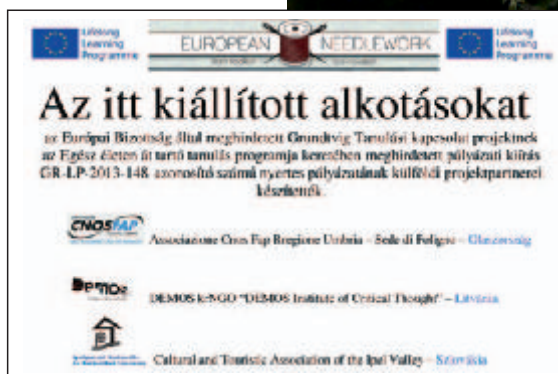 Lifelong
Learning
Programme
EUROPEAN NEEDLEWORK
Lifelong
Learning
Programme
Az itt kiállított alkotásokat
az Európai Bizottság által meghirdetett Grundtvig Tanulási kapcsolat projektnek
az Egész életen át tartó tanulás programja keretében meghirdetett pályázati kiírás
GR-LP-2013-148 azonosító számú nyertes pályázatának külföldi projektpartnerei
készítették.
CNOSFAP
Associazione Cnos Fap Rregione Umbria – Sede di Foligno – Olaszország
Demos
DEMOS krNGO "DEMOS Institute of Critical Thought" – Litvánia
Cultural and Touristic Association of the Ipel Valley – Szlovákia